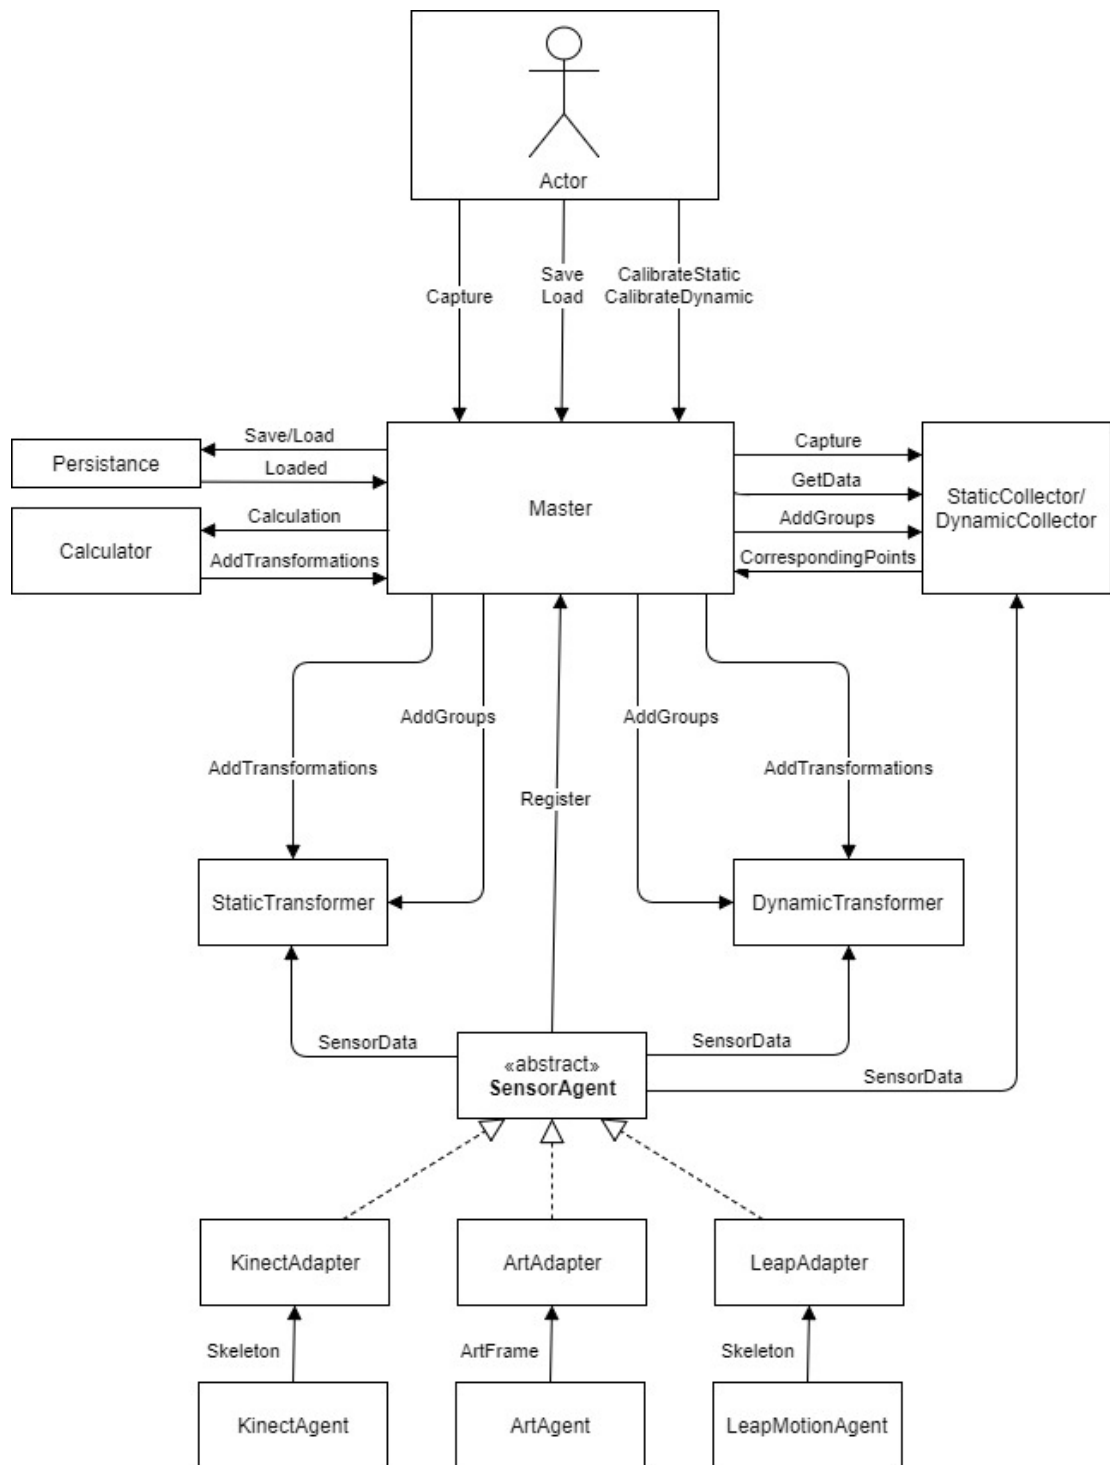 Actor
Capture
Save
Load
CalibrateStatic
CalibrateDynamic
Persistance
Save/Load
Loaded
Calculator
Calculation
AddTransformations
Master
Capture
GetData
AddGroups
CorrespondingPoints
StaticCollector/
DynamicCollector
AddGroups
AddGroups
AddTransformations
AddTransformations
Register
StaticTransformer
DynamicTransformer
SensorData
SensorData
SensorData
«abstract»
SensorAgent
KinectAdapter
ArtAdapter
LeapAdapter
Skeleton
ArtFrame
Skeleton
KinectAgent
ArtAgent
LeapMotionAgent